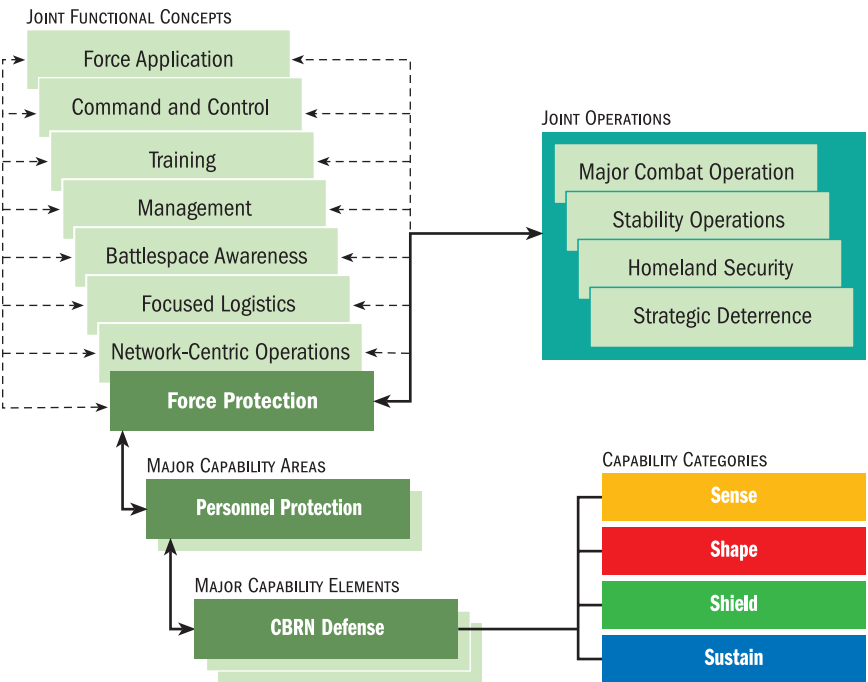 JOINT FUNCTIONAL CONCEPTS
Force Application
Command and Control
Training
Management
Battlespace Awareness
Focused Logistics
Network-Centric Operations
Force Protection
JOINT OPERATIONS
Major Combat Operation
Stability Operations
Homeland Security
Strategic Deterrence
MAJOR CAPABILITY AREAS
Personnel Protection
MAJOR CAPABILITY ELEMENTS
CBRN Defense
CAPABILITY CATEGORIES
Sense
Shape
Shield
Sustain